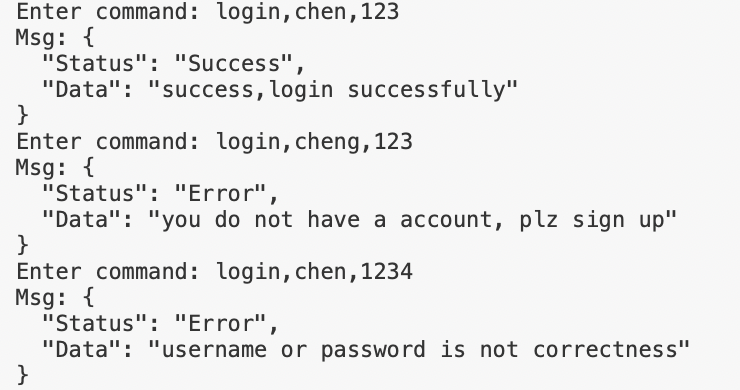 Enter command: login,chen,123
Msg: {
  "Status": "Success",
  "Data": "success,login successfully"
}
Enter command: login,cheng,123
Msg: {
  "Status": "Error",
  "Data": "you do not have a account, plz sign up"
}
Enter command: login,chen,1234
Msg: {
  "Status": "Error",
  "Data": "username or password is not correctness"
}